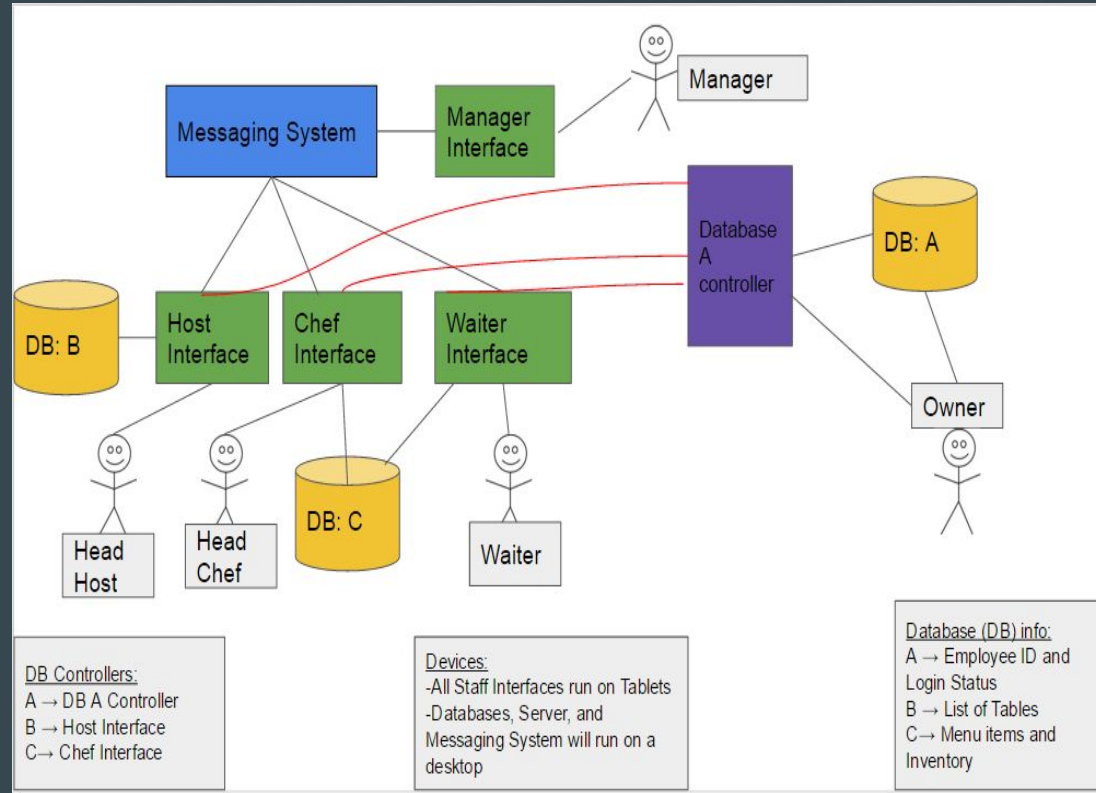 Manager
Messaging System
Manager
Interface
Database
A
controller
DB: A
DB: B
Host
Interface
Chef
Interface
Waiter
Interface
Owner
DB: C
Head
Host
Head
Chef
Waiter
DB Controllers:
A → DB A Controller
B → Host Interface
C→ Chef Interface
Devices:
-All Staff Interfaces run on Tablets
-Databases, Server, and
Messaging System will run on a
desktop
Database (DB) info:
A → Employee ID and
Login Status
B → List of Tables
C→ Menu items and
Inventory